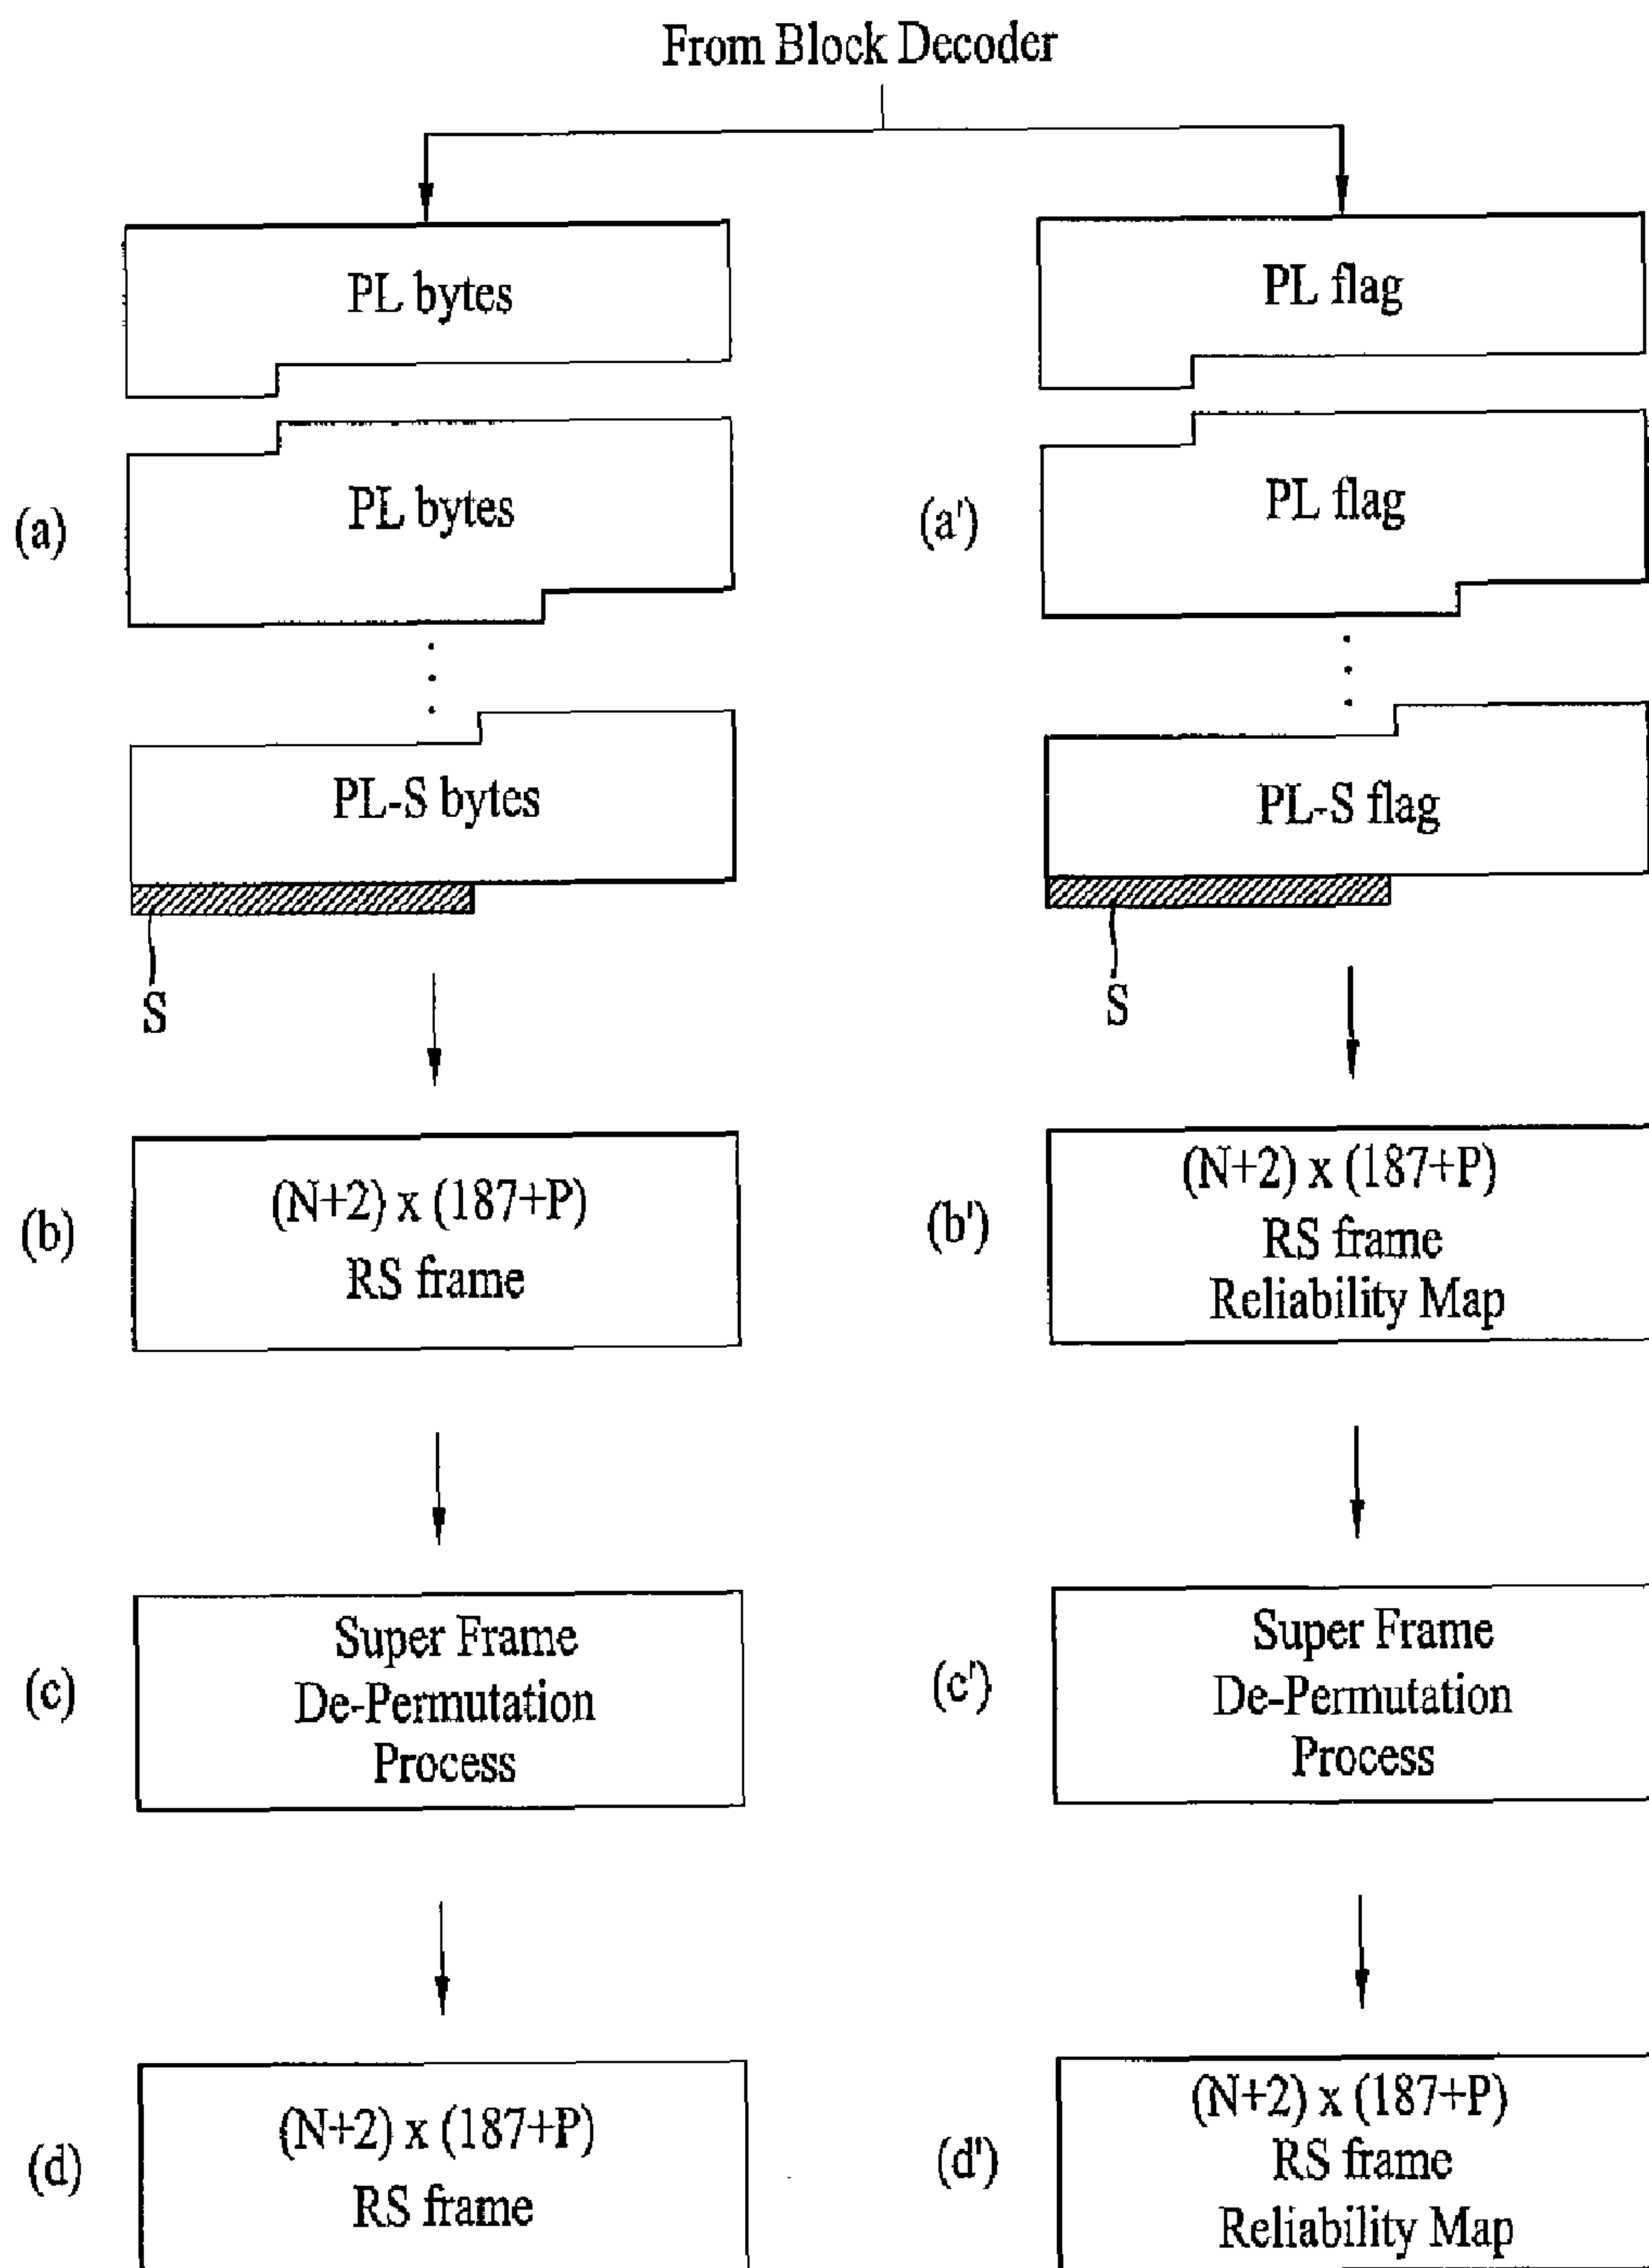 From Block Decoder
PL bytes
PL flag
PL bytes
PL flag
(a)
(a')
PL-S bytes
PL-S flag
S
S
(N+2) x (187+P)
RS frame
(b)
(N+2) x (187+P)
RS frame
Reliability Map
(b')
Super Frame
De-Permutation
Process
(c)
Super Frame
De-Permutation
Process
(c')
(N+2) x (187+P)
RS frame
(d)
(N+2) x (187+P)
RS frame
Reliability Map
(d')